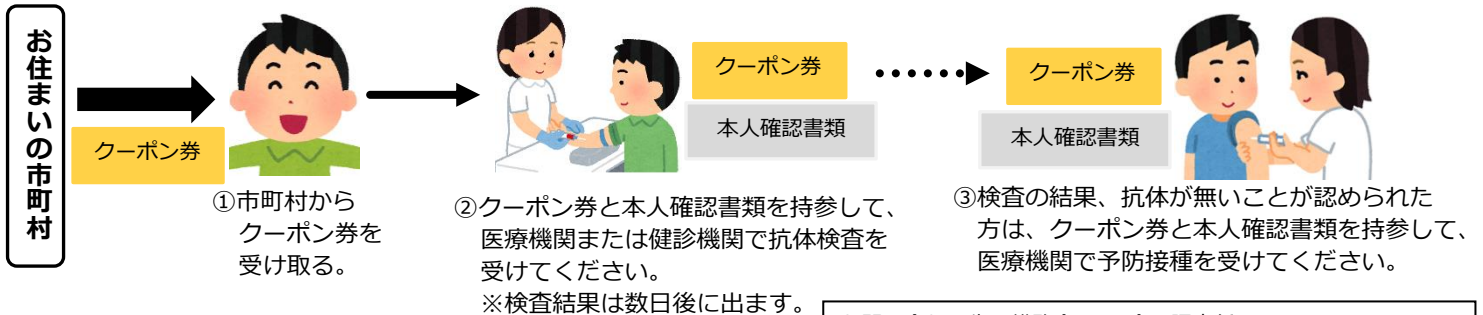 お住まいの市町村
クーポン券
①市町村から
クーポン券を
受け取る。
クーポン券
本人確認書類
②クーポン券と本人確認書類を持参して、
医療機関または健診機関で抗体検査を
受けてください。
※検査結果は数日後に出ます。
クーポン券
本人確認書類
③検査の結果、抗体が無いことが認められた
方は、クーポン券と本人確認書類を持参して、
医療機関で予防接種を受けてください。